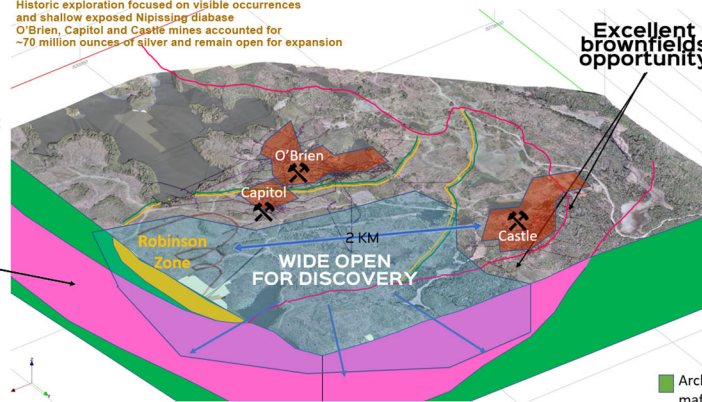 Historic exploration focused on visible occurrences
and shallow exposed Nipissing diabase
O'Brien, Capitol and Castle mines accounted for
~70 million ounces of silver and remain open for expansion
Excellent
brownfields
opportunity
O'Brien
Capitol
Castle
Robinson
Zone
2 KM
WIDE OPEN
FOR DISCOVERY